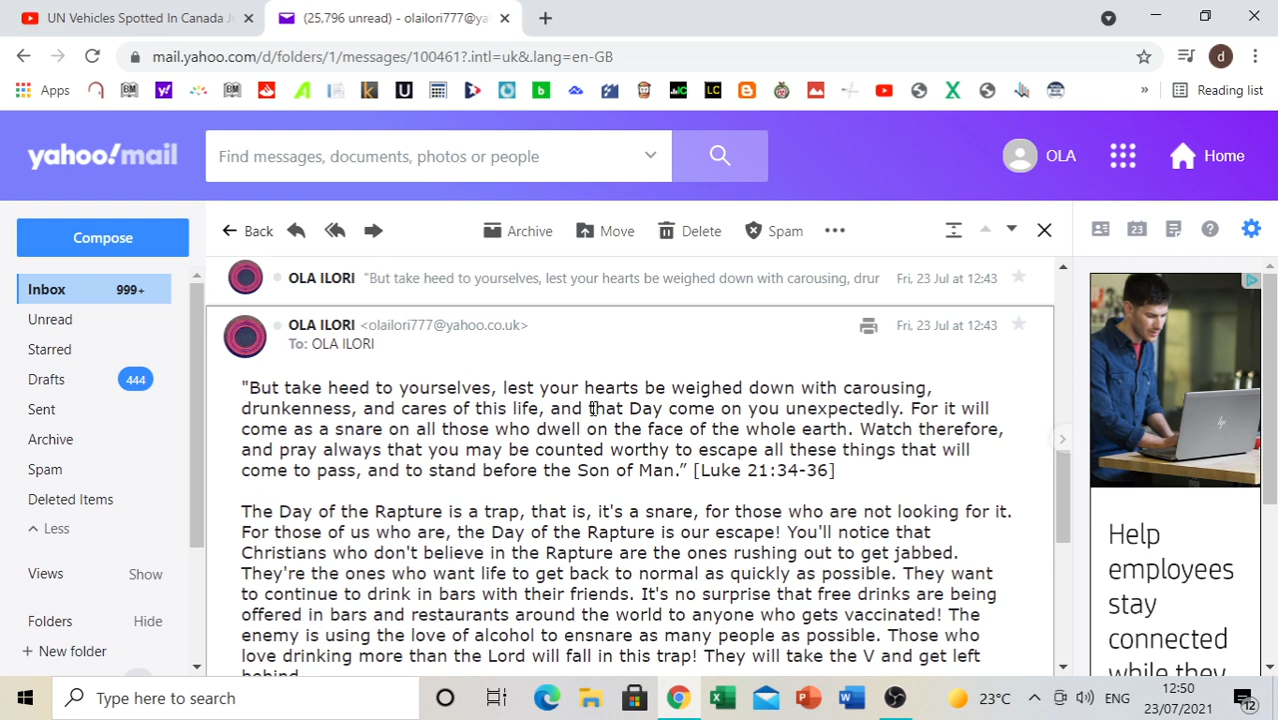 UN Vehicles Spotted In Canada J
(25,796 unread) - olailori777@ya
mail.yahoo.com/d/folders/1/messages/100461?.intl=uk&.lang=en-GB
Apps
Reading list
yahoo!mail
Find messages, documents, photos or people
OLA
Home
Compose
Back
Archive
Move
Delete
Spam
Inbox 999+
Unread
Starred
Drafts 444
Sent
Archive
Spam
Deleted Items
Less
Views Show
Folders Hide
+ New folder
OLA ILORI "But take heed to yourselves, lest your hearts be weighed down with carousing, drur Fri, 23 Jul at 12:43
OLA ILORI <olailori777@yahoo.co.uk> Fri, 23 Jul at 12:43
To: OLA ILORI
"But take heed to yourselves, lest your hearts be weighed down with carousing,
drunkenness, and cares of this life, and that Day come on you unexpectedly. For it will
come as a snare on all those who dwell on the face of the whole earth. Watch therefore,
and pray always that you may be counted worthy to escape all these things that will
come to pass, and to stand before the Son of Man.” [Luke 21:34-36]
The Day of the Rapture is a trap, that is, it's a snare, for those who are not looking for it.
For those of us who are, the Day of the Rapture is our escape! You'll notice that
Christians who don't believe in the Rapture are the ones rushing out to get jabbed.
They're the ones who want life to get back to normal as quickly as possible. They want
to continue to drink in bars with their friends. It's no surprise that free drinks are being
offered in bars and restaurants around the world to anyone who gets vaccinated! The
enemy is using the love of alcohol to ensnare as many people as possible. Those who
love drinking more than the Lord will fall in this trap! They will take the V and get left
behind.
23
Help
employees
stay
connected
while they
Type here to search
23°C
ENG
12:50
23/07/2021
12